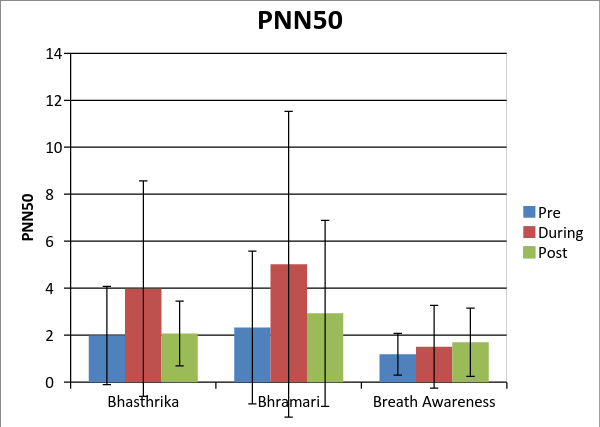 PNN50
14
12
10
8
6
4
2
0
PNN50
Bhasthrika
Bhramari
Breath Awareness
Pre
During
Post